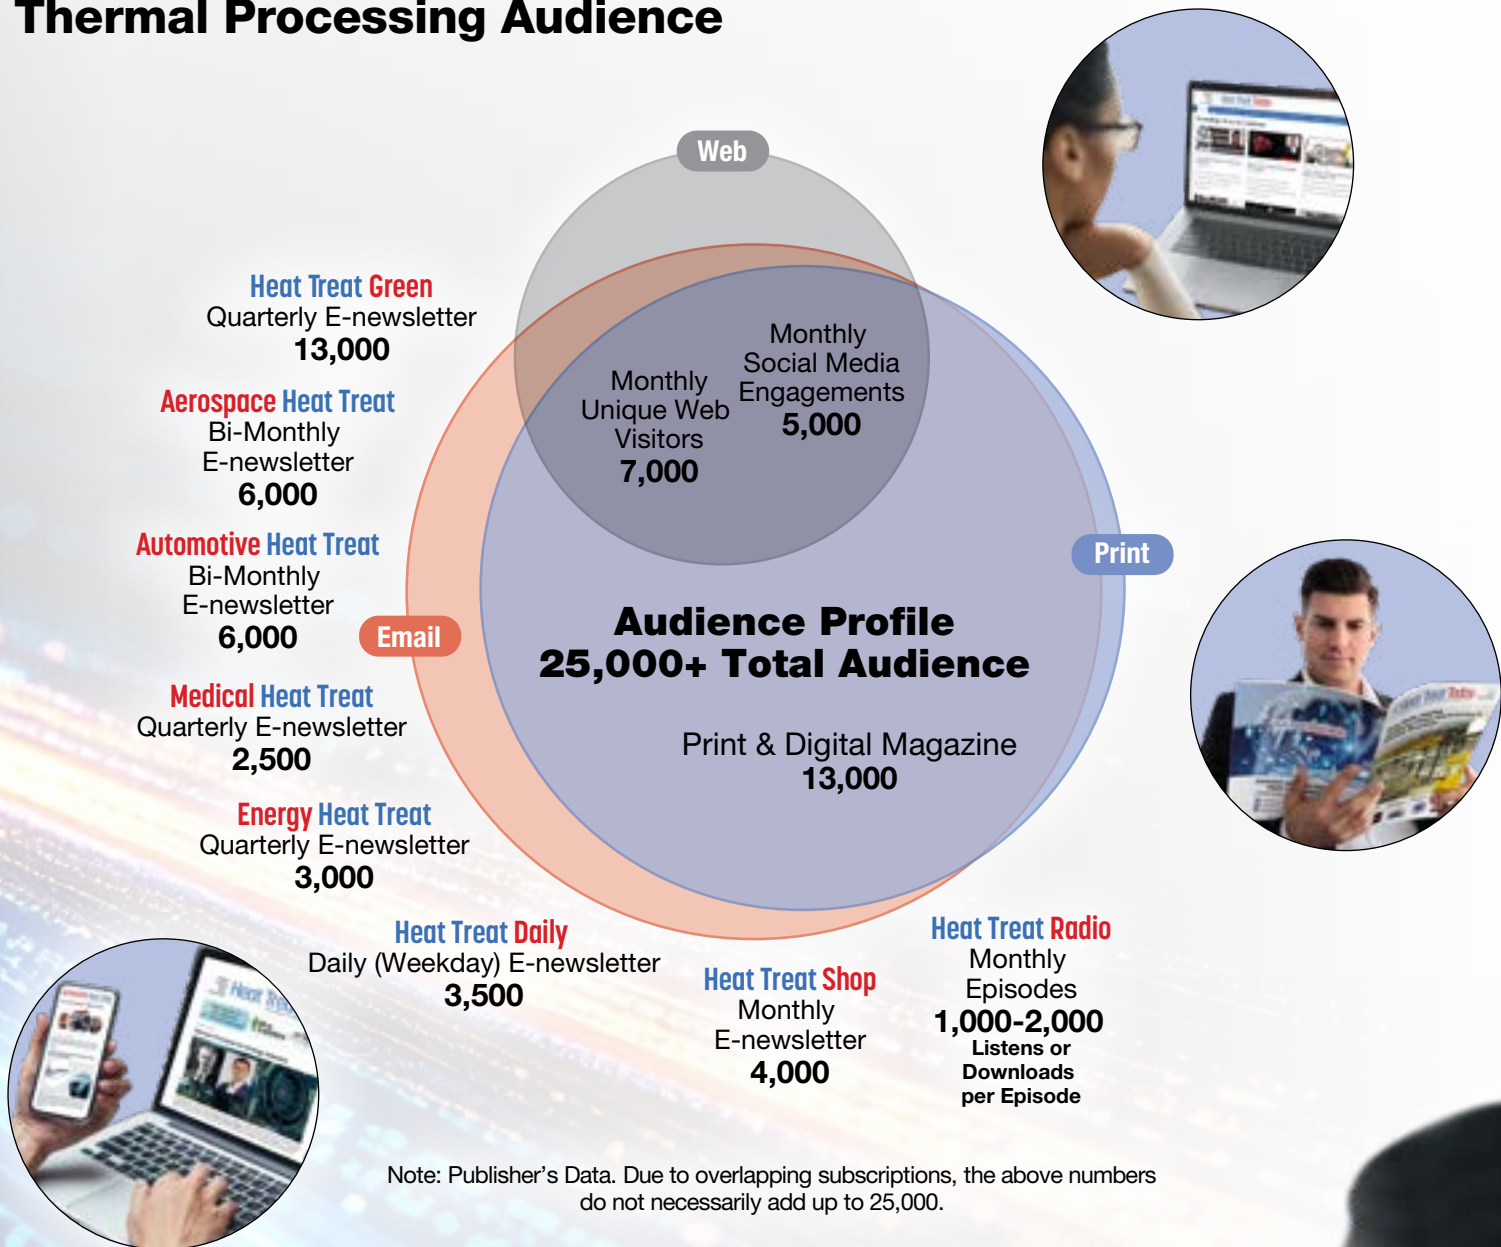 Thermal Processing Audience
Web
Heat Treat Green
Quarterly E-newsletter
13,000
Monthly
Social Media
Engagements
5,000
Monthly
Unique Web
Visitors
7,000
Aerospace Heat Treat
Bi-Monthly
E-newsletter
6,000
Automotive Heat Treat
Bi-Monthly
E-newsletter
6,000
Print
Email
Audience Profile
25,000+ Total Audience
Medical Heat Treat
Quarterly E-newsletter
2,500
Print & Digital Magazine
13,000
Energy Heat Treat
Quarterly E-newsletter
3,000
Heat Treat Daily
Daily (Weekday) E-newsletter
3,500
Heat Treat Shop
Monthly
E-newsletter
4,000
Heat Treat Radio
Monthly
Episodes
1,000-2,000
Listens or
Downloads
per Episode
Note: Publisher’s Data. Due to overlapping subscriptions, the above numbers
do not necessarily add up to 25,000.